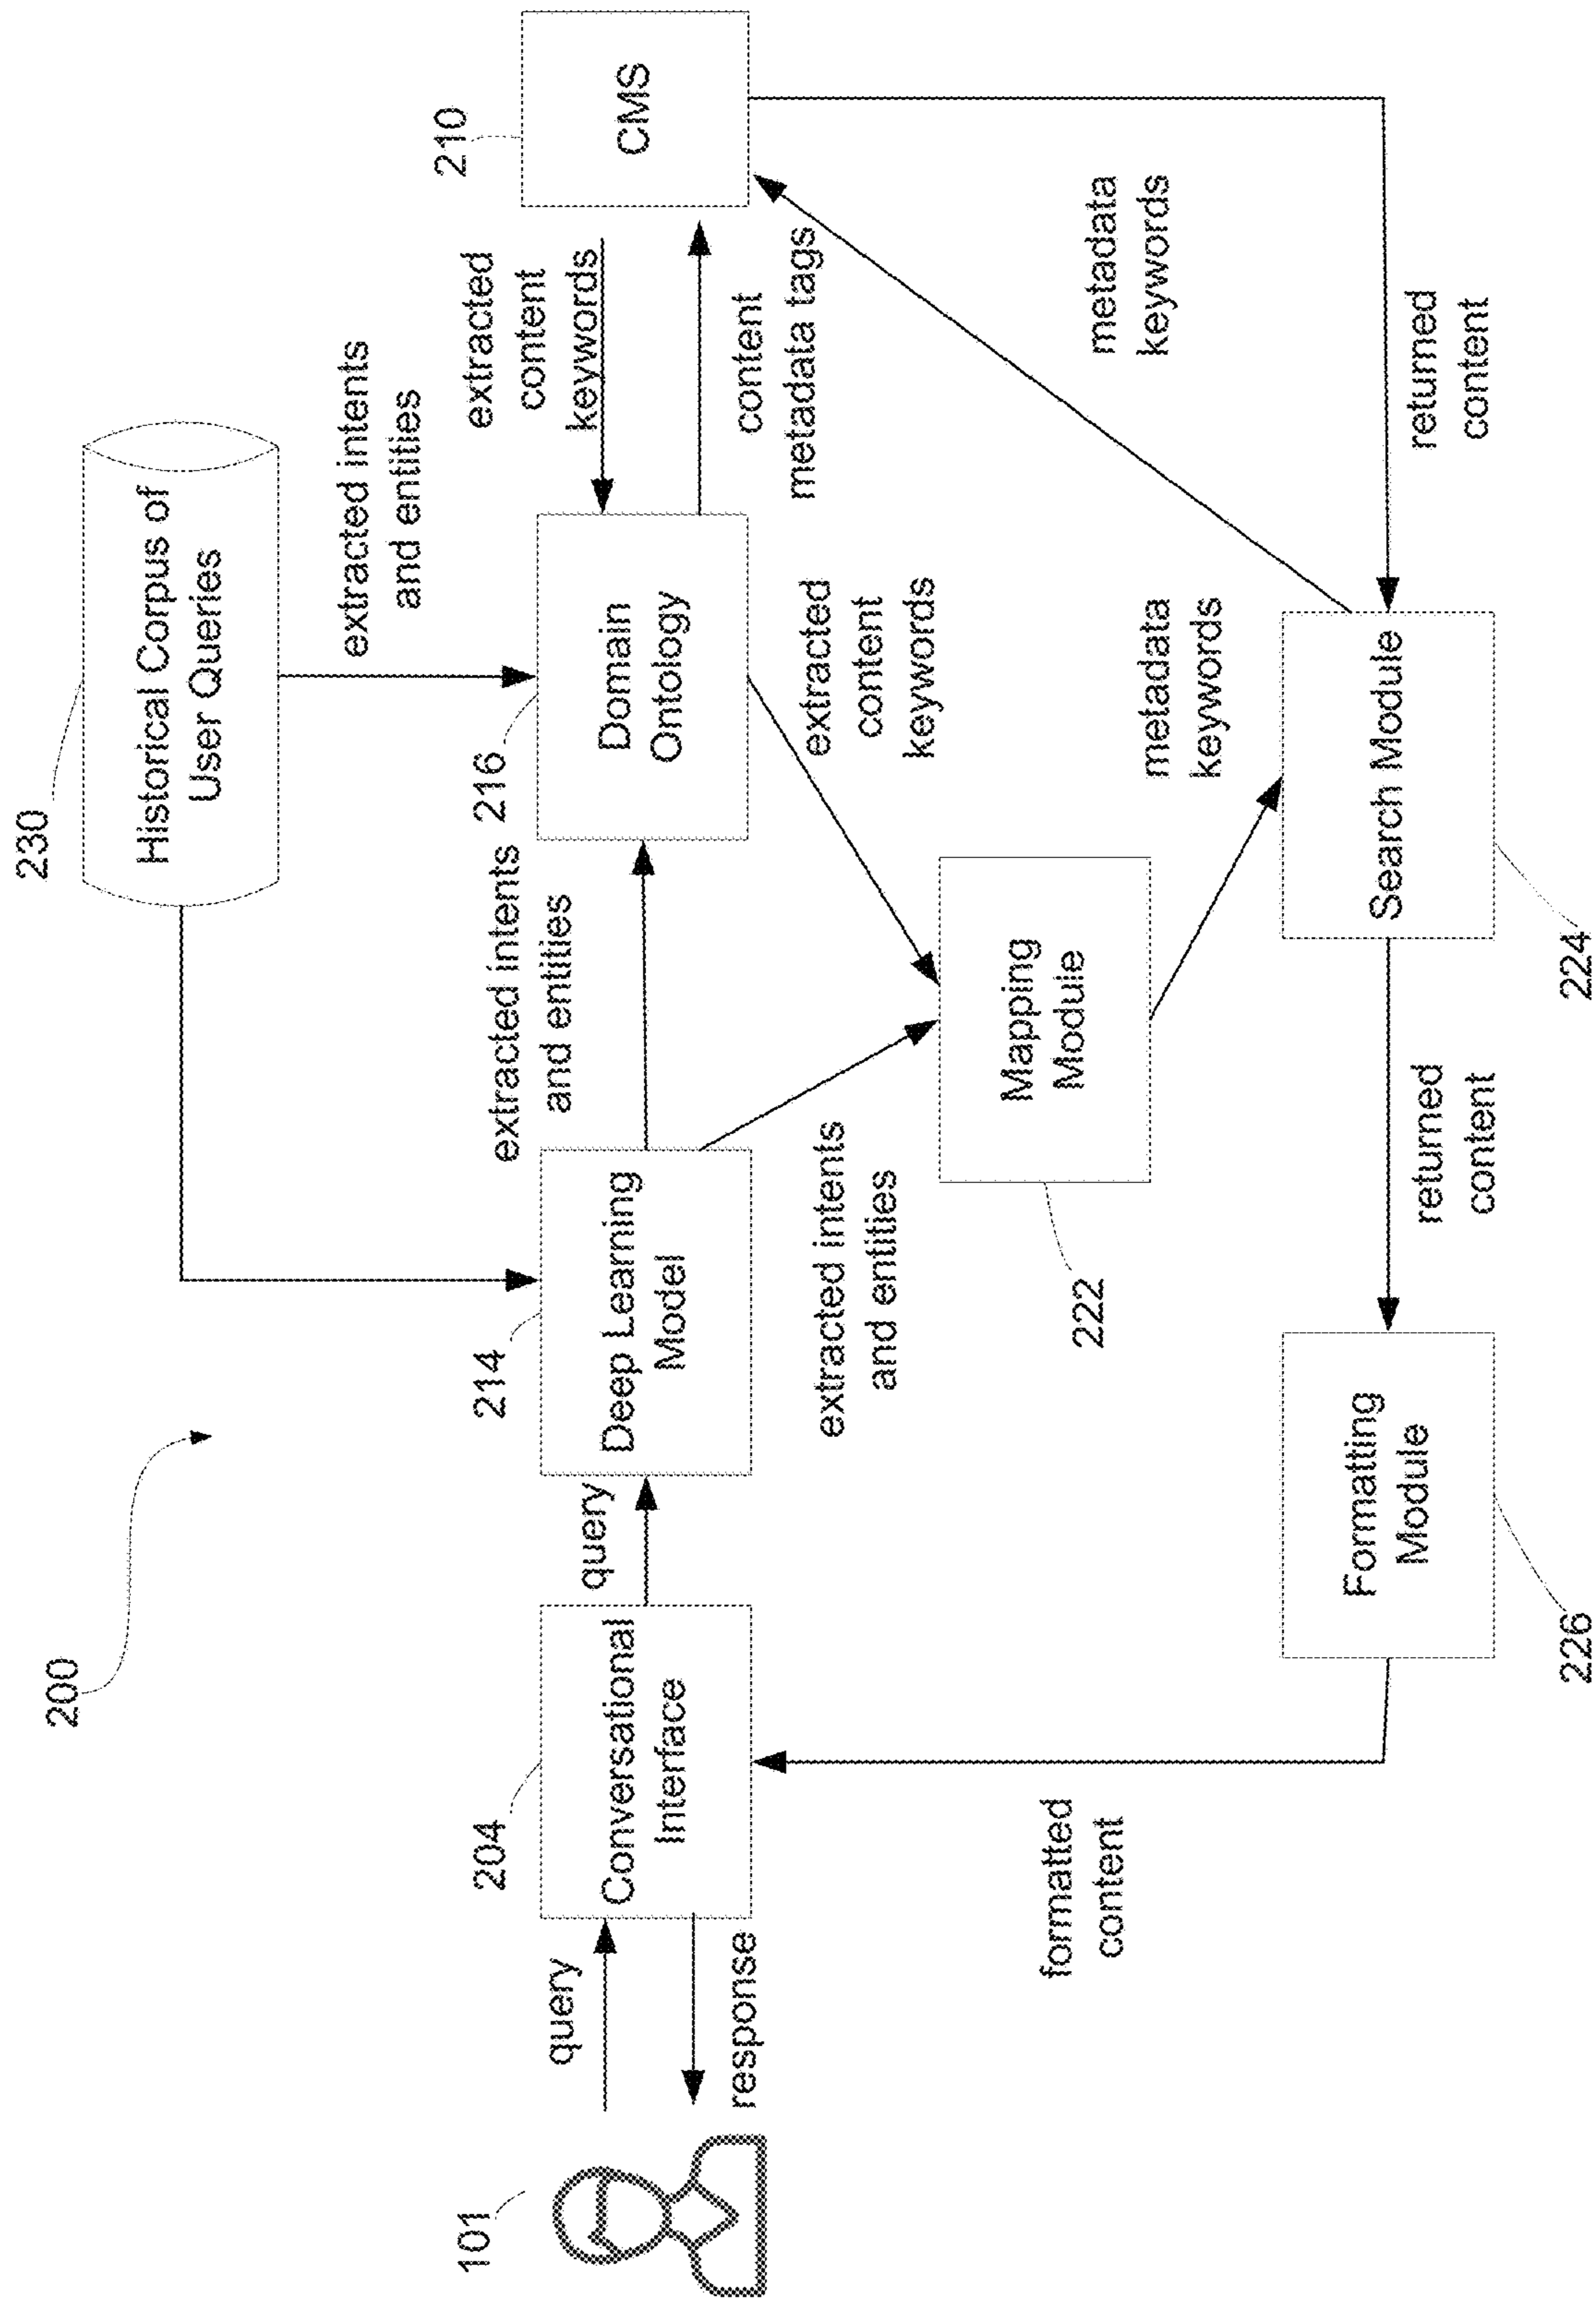 200
230
Historical Corpus of
User Queries
extracted intents
and entities
101
query
response
204
Conversational
Interface
query
214
Deep Learning
Model
extracted intents
and entities
216
Domain
Ontology
extracted
content
keywords
content
metadata tags
210
CMS
extracted intents
and entities
222
Mapping
Module
extracted
content
keywords
metadata
keywords
metadata
keywords
formatted
content
226
Formatting
Module
returned
content
224
Search Module
returned
content